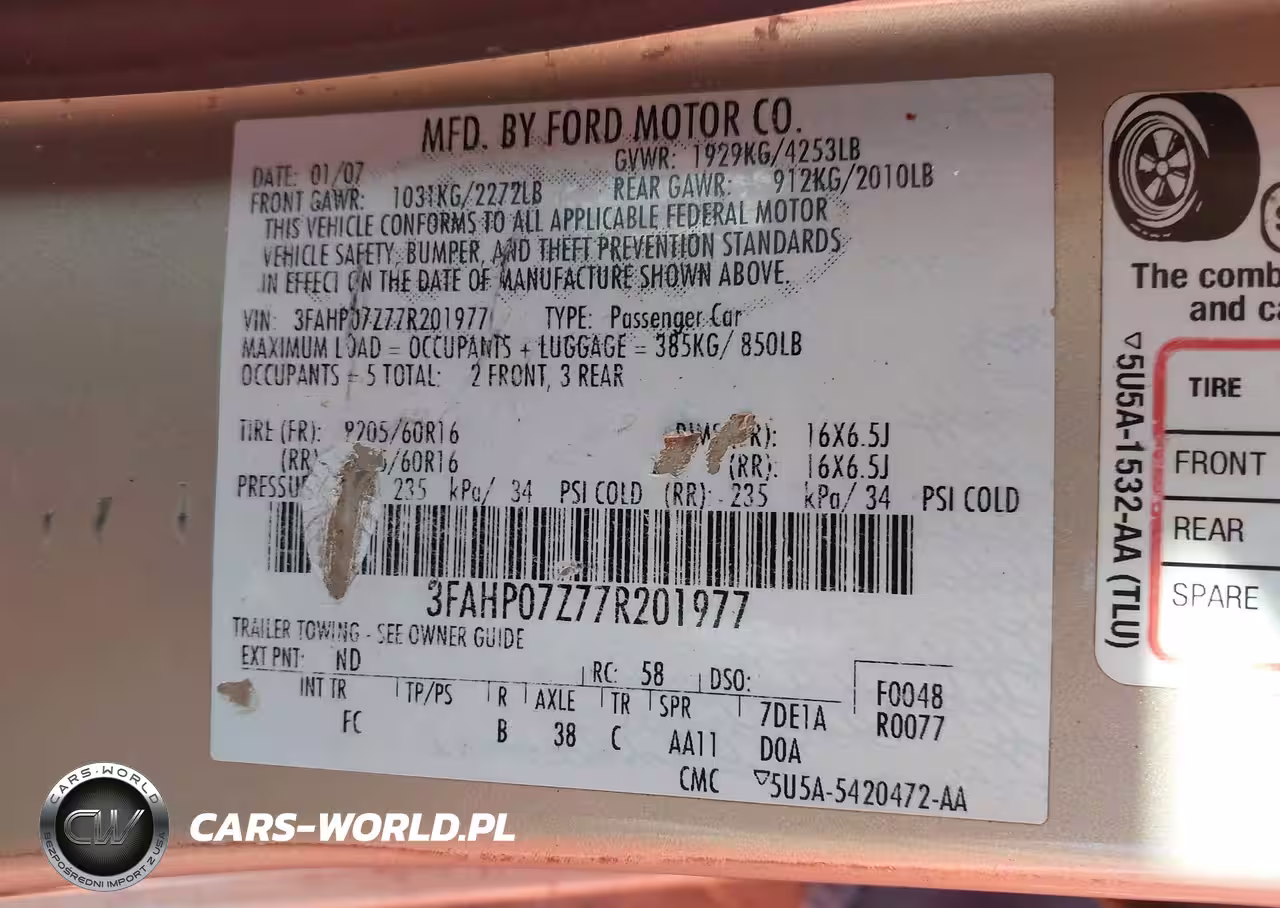 MFD. BY FORD MOTOR CO.
DATE: 01/07
GVWR: 1929KG/4253LB
FRONT GAWR: 1031KG/2272LB
REAR GAWR: 912KG/2010LB
THIS VEHICLE CONFORMS TO ALL APPLICABLE FEDERAL MOTOR
VEHICLE SAFETY, BUMPER, AND THEFT PREVENTION STANDARDS
IN EFFECT ON THE DATE OF MANUFACTURE SHOWN ABOVE.
VIN: 3FAHP07Z77R201977 TYPE: Passenger Car
MAXIMUM LOAD = OCCUPANTS + LUGGAGE = 385KG/ 850LB
OCCUPANTS = 5 TOTAL: 2 FRONT, 3 REAR
TIRE (FR): P205/60R16 16X6.5J
(RR) /60R16 (RR): 16X6.5J
235 kPa/ 34 PSI COLD (RR): 235 kPa/ 34 PSI COLD
3FAHP07Z77R201977
TRAILER TOWING - SEE OWNER GUIDE
EXT PNT: ND RC: 58 DSO:
INT TR TP/PS R AXLE TR SPR 7DE1A
FC B 38 C AA11 D0A
F0048
R0077
CMC ▽5U5A-5420472-AA
The comb
and ca
▽5U5A-1532-AA (TLU)
TIRE
FRONT
REAR
SPARE
CARS-WORLD
CW
BEZPOŚREDNI IMPORT Z USA
CARS-WORLD.PL